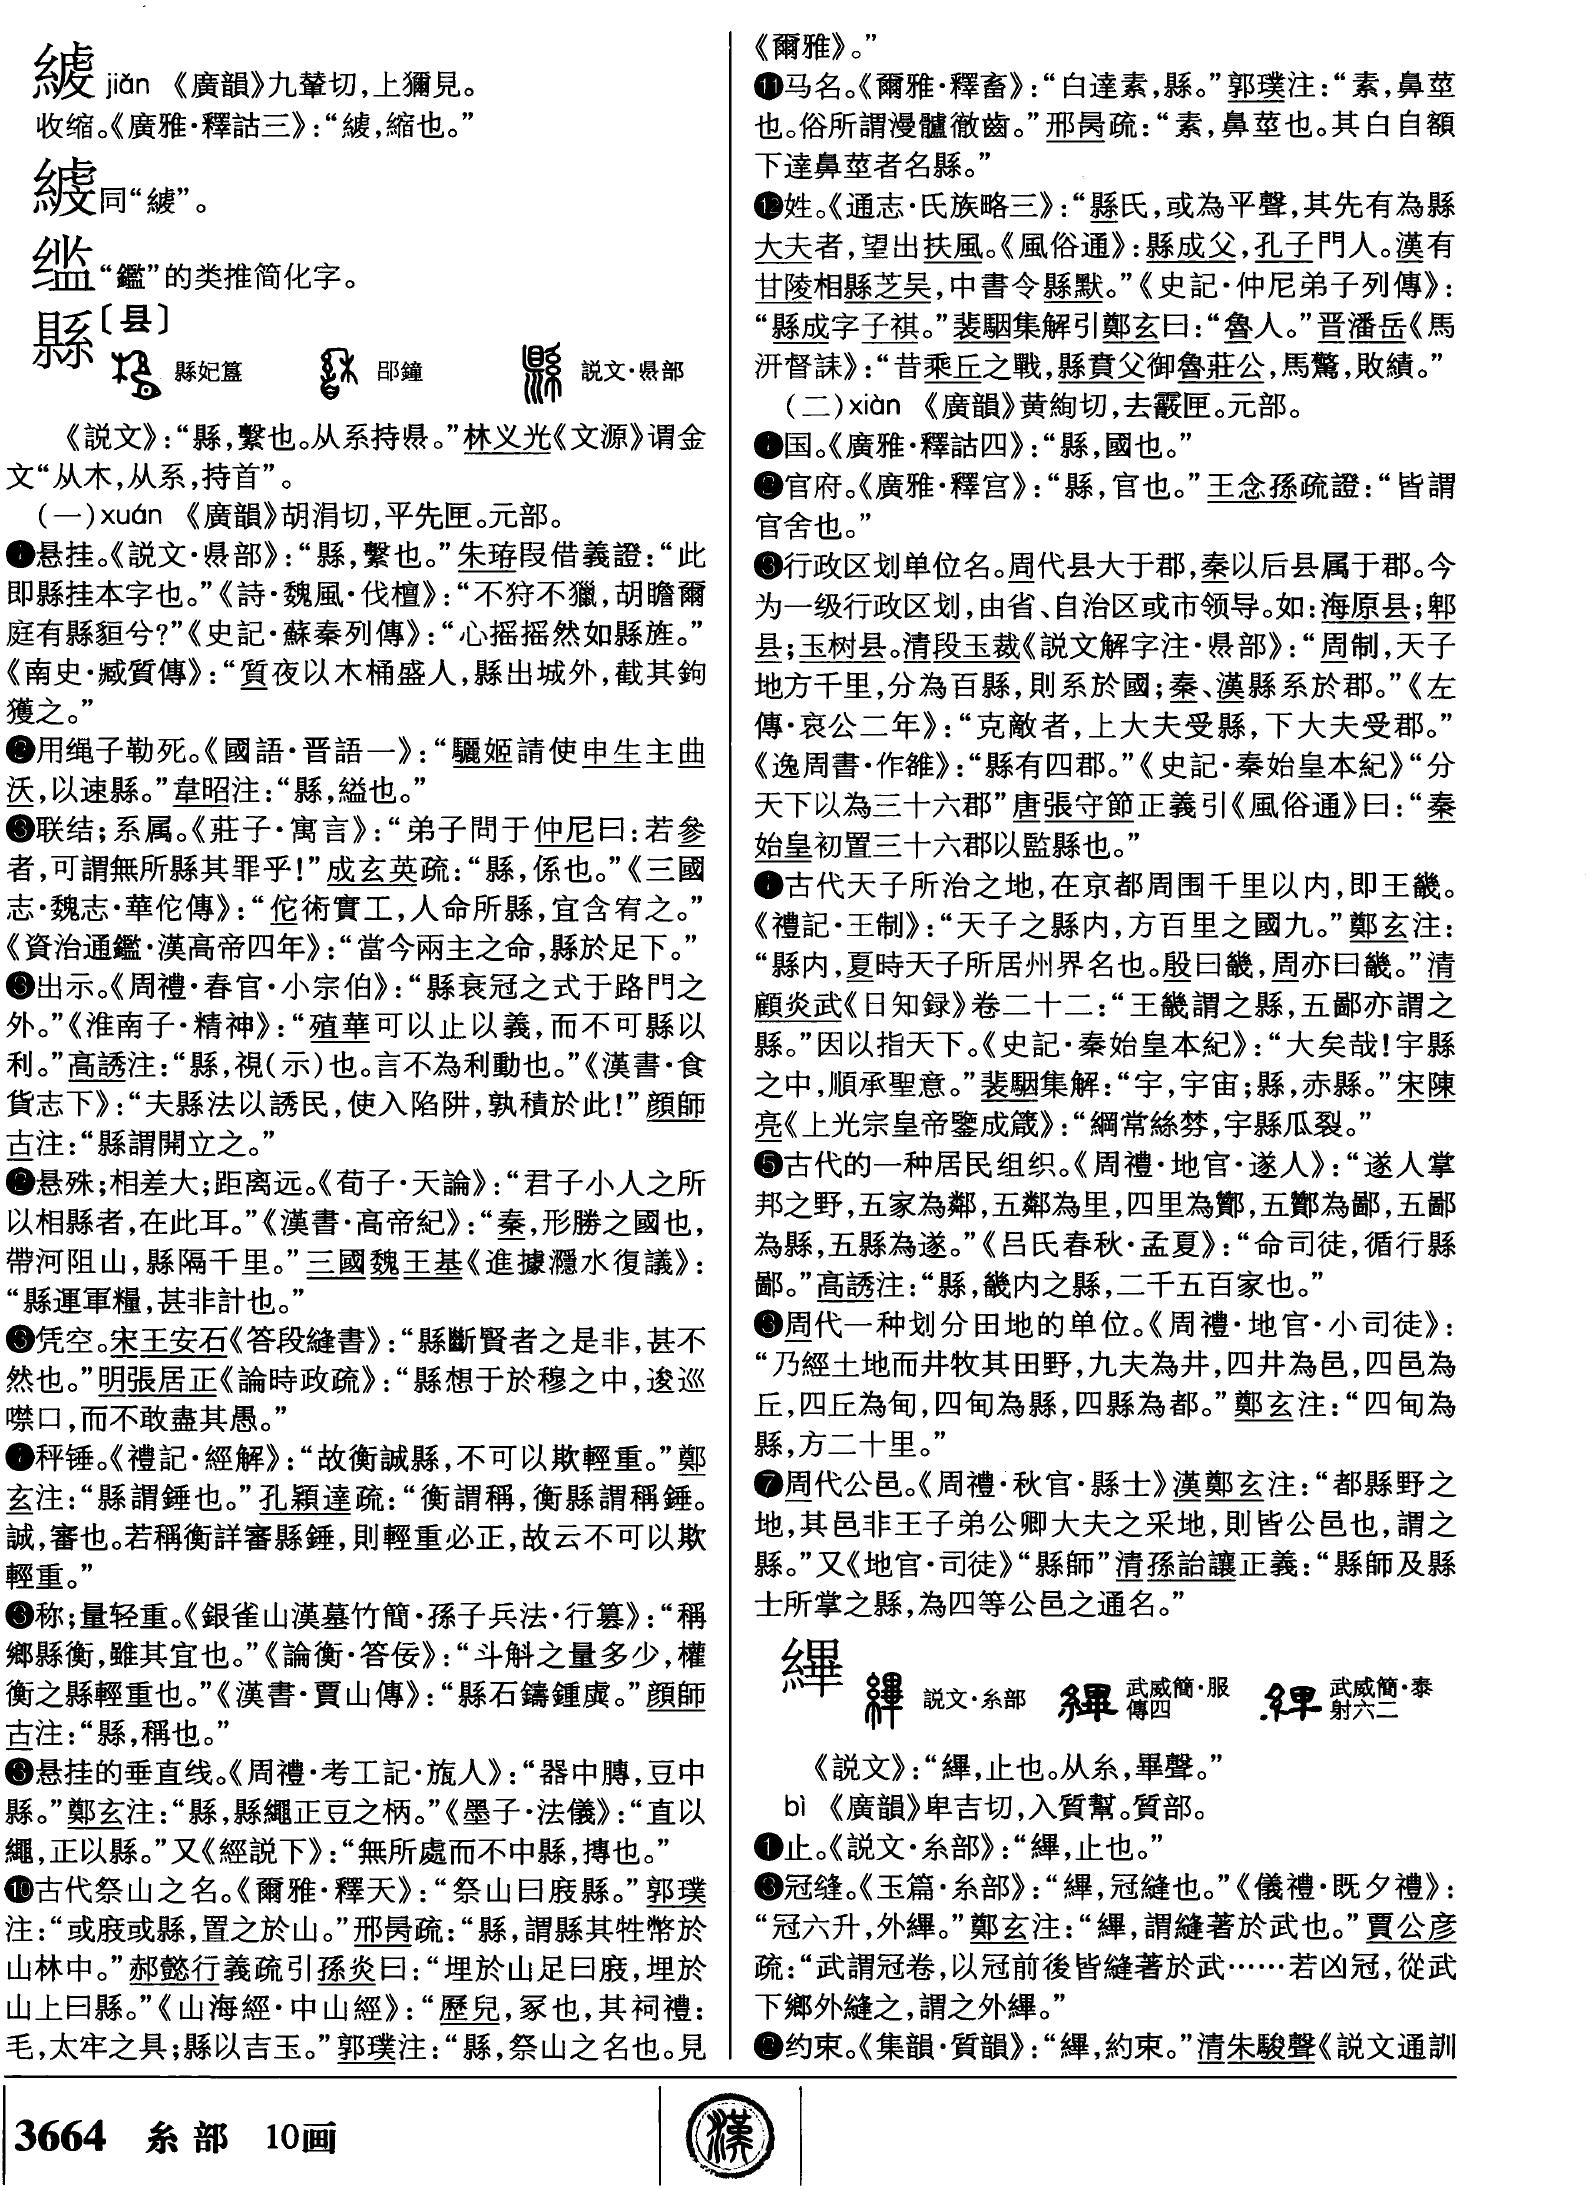 jiǎn 《廣韻》九輦切，上獮見。
收缩。《廣雅·釋詁三》：“䌑，縮也。”
同“䌑”。
“鑑”的类推简化字。
縣〔县〕
縣妃簋 郘鐘 説文·𥄉部
《説文》：“縣，繫也。从系持𥄉。”林义光《文源》谓金
文“从木，从系，持首”。
（一）xuán 《廣韻》胡涓切，平先匣。元部。
❶悬挂。《説文·𥄉部》：“縣，繫也。”朱珔叚借義證：“此
即縣挂本字也。”《詩·魏風·伐檀》：“不狩不獵，胡瞻爾
庭有縣貆兮？”《史記·蘇秦列傳》：“心摇摇然如縣旌。”
《南史·臧質傳》：“質夜以木桶盛人，縣出城外，截其鉤
獲之。”
❷用绳子勒死。《國語·晋語一》：“驪姬請使申生主曲
沃，以速縣。”韋昭注：“縣，縊也。”
❸联结；系属。《莊子·寓言》：“弟子問于仲尼曰：若參
者，可謂無所縣其罪乎！”成玄英疏：“縣，係也。”《三國
志·魏志·華佗傳》：“佗術實工，人命所縣，宜含宥之。”
《資治通鑑·漢高帝四年》：“當今兩主之命，縣於足下。”
❸出示。《周禮·春官·小宗伯》：“縣衰冠之式于路門之
外。”《淮南子·精神》：“殖華可以止以義，而不可縣以
利。”高誘注：“縣，視（示）也。言不為利動也。”《漢書·食
貨志下》：“夫縣法以誘民，使入陷阱，孰積於此！”顔師
古注：“縣謂開立之。”
❷悬殊；相差大；距离远。《荀子·天論》：“君子小人之所
以相縣者，在此耳。”《漢書·高帝紀》：“秦，形勝之國也，
帶河阻山，縣隔千里。”三國魏王基《進據㶏水復議》：
“縣運軍糧，甚非計也。”
❸凭空。宋王安石《答段縫書》：“縣斷賢者之是非，甚不
然也。”明張居正《論時政疏》：“縣想于於穆之中，逡巡
噤口，而不敢盡其愚。”
❼秤锤。《禮記·經解》：“故衡誠縣，不可以欺輕重。”鄭
玄注：“縣謂錘也。”孔穎達疏：“衡謂稱，衡縣謂稱錘。
誠，審也。若稱衡詳審縣錘，則輕重必正，故云不可以欺
輕重。”
❸称；量轻重。《銀雀山漢墓竹簡·孫子兵法·行篡》：“稱
鄉縣衡，雖其宜也。”《論衡·答佞》：“斗斛之量多少，權
衡之縣輕重也。”《漢書·賈山傳》：“縣石鑄鍾虡。”顔師
古注：“縣，稱也。”
❸悬挂的垂直线。《周禮·考工記·瓬人》：“器中膞，豆中
縣。”鄭玄注：“縣，縣繩正豆之柄。”《墨子·法儀》：“直以
繩，正以縣。”又《經説下》：“無所處而不中縣，摶也。”
❿古代祭山之名。《爾雅·釋天》：“祭山曰庪縣。”郭璞
注：“或庪或縣，置之於山。”邢昺疏：“縣，謂縣其牲幣於
山林中。”郝懿行義疏引孫炎曰：“埋於山足曰庪，埋於
山上曰縣。”《山海經·中山經》：“歷兒，冢也，其祠禮：
毛，太牢之具；縣以吉玉。”郭璞注：“縣，祭山之名也。見
《爾雅》。”
⓫马名。《爾雅·釋畜》：“白達素，縣。”郭璞注：“素，鼻莖
也。俗所謂漫髗徹齒。”邢昺疏：“素，鼻莖也。其白自額
下達鼻莖者名縣。”
⓬姓。《通志·氏族略三》：“縣氏，或為平聲，其先有為縣
大夫者，望出扶風。《風俗通》：縣成父，孔子門人。漢有
甘陵相縣芝吴，中書令縣默。”《史記·仲尼弟子列傳》：
“縣成字子祺。”裴駰集解引鄭玄曰：“魯人。”晋潘岳《馬
汧督誄》：“昔乘丘之戰，縣賁父御魯莊公，馬驚，敗績。”
（二）xiàn 《廣韻》黄絢切，去霰匣。元部。
❶国。《廣雅·釋詁四》：“縣，國也。”
❷官府。《廣雅·釋宫》：“縣，官也。”王念孫疏證：“皆謂
官舍也。”
❸行政区划单位名。周代县大于郡，秦以后县属于郡。今
为一级行政区划，由省、自治区或市领导。如：海原县；郫
县；玉树县。清段玉裁《説文解字注·𥄉部》：“周制，天子
地方千里，分為百縣，則系於國；秦、漢縣系於郡。”《左
傳·哀公二年》：“克敵者，上大夫受縣，下大夫受郡。”
《逸周書·作雒》：“縣有四郡。”《史記·秦始皇本紀》“分
天下以為三十六郡”唐張守節正義引《風俗通》曰：“秦
始皇初置三十六郡以監縣也。”
❶古代天子所治之地，在京都周围千里以内，即王畿。
《禮記·王制》：“天子之縣内，方百里之國九。”鄭玄注：
“縣内，夏時天子所居州界名也。殷曰畿，周亦曰畿。”清
顧炎武《日知録》卷二十二：“王畿謂之縣，五鄙亦謂之
縣。”因以指天下。《史記·秦始皇本紀》：“大矣哉！宇縣
之中，順承聖意。”裴駰集解：“宇，宇宙；縣，赤縣。”宋陳
亮《上光宗皇帝鑒成箴》：“綱常絲棼，宇縣瓜裂。”
❺古代的一种居民组织。《周禮·地官·遂人》：“遂人掌
邦之野，五家為鄰，五鄰為里，四里為酇，五酇為鄙，五鄙
為縣，五縣為遂。”《吕氏春秋·孟夏》：“命司徒，循行縣
鄙。”高誘注：“縣，畿内之縣，二千五百家也。”
❻周代一种划分田地的单位。《周禮·地官·小司徒》：
“乃經土地而井牧其田野，九夫為井，四井為邑，四邑為
丘，四丘為甸，四甸為縣，四縣為都。”鄭玄注：“四甸為
縣，方二十里。”
❼周代公邑。《周禮·秋官·縣士》漢鄭玄注：“都縣野之
地，其邑非王子弟公卿大夫之采地，則皆公邑也，謂之
縣。”又《地官·司徒》“縣師”清孫詒讓正義：“縣師及縣
士所掌之縣，為四等公邑之通名。”
縪
説文·糸部 武威簡·服傳四 武威簡·泰射六二
《説文》：“縪，止也。从糸，畢聲。”
bì 《廣韻》卑吉切，入質幫。質部。
❶止。《説文·糸部》：“縪，止也。”
❸冠缝。《玉篇·糸部》：“縪，冠縫也。”《儀禮·既夕禮》：
“冠六升，外縪。”鄭玄注：“縪，謂縫著於武也。”賈公彦
疏：“武謂冠卷，以冠前後皆縫著於武……若凶冠，從武
下鄉外縫之，謂之外縪。”
❷约束。《集韻·質韻》：“縪，約束。”清朱駿聲《説文通訓
3664 糸部 10画
漢